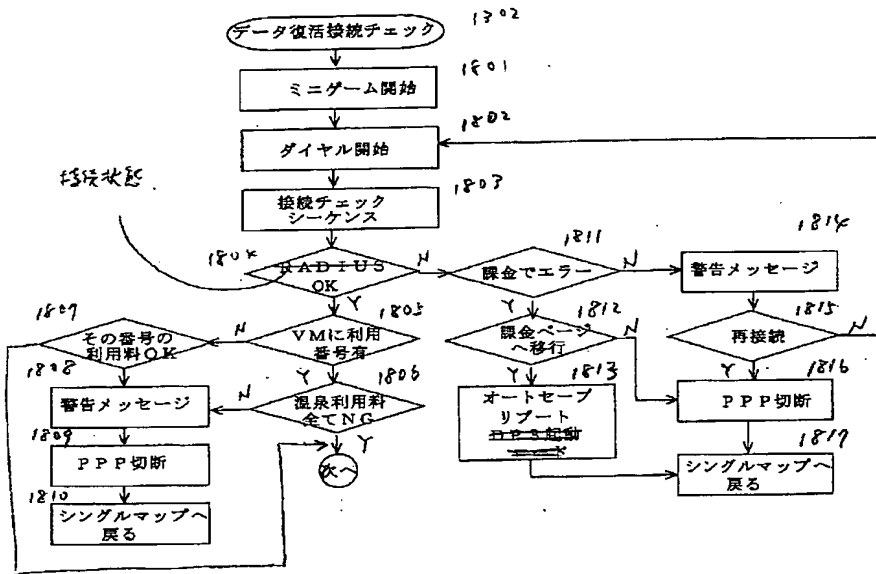 1302
データ復活接続チェック
1801
ミニゲーム開始
1802
ダイヤル開始
接続状態
1803
接続チェック
シーケンス
1804
RADIUS
OK
N
Y
1811
課金でエラー
N
Y
1814
警告メッセージ
1807
その番号の
利用料OK
N
1805
VMに利用
番号有
Y
1812
課金ページ
へ移行
N
Y
1815
再接続
N
Y
1808
警告メッセージ
N
1806
温泉利用料
全てNG
Y
1813
オートセーブ
リブート
1816
PPP切断
1809
PPP切断
次へ
1817
シングルマップへ
戻る
1810
シングルマップへ
戻る